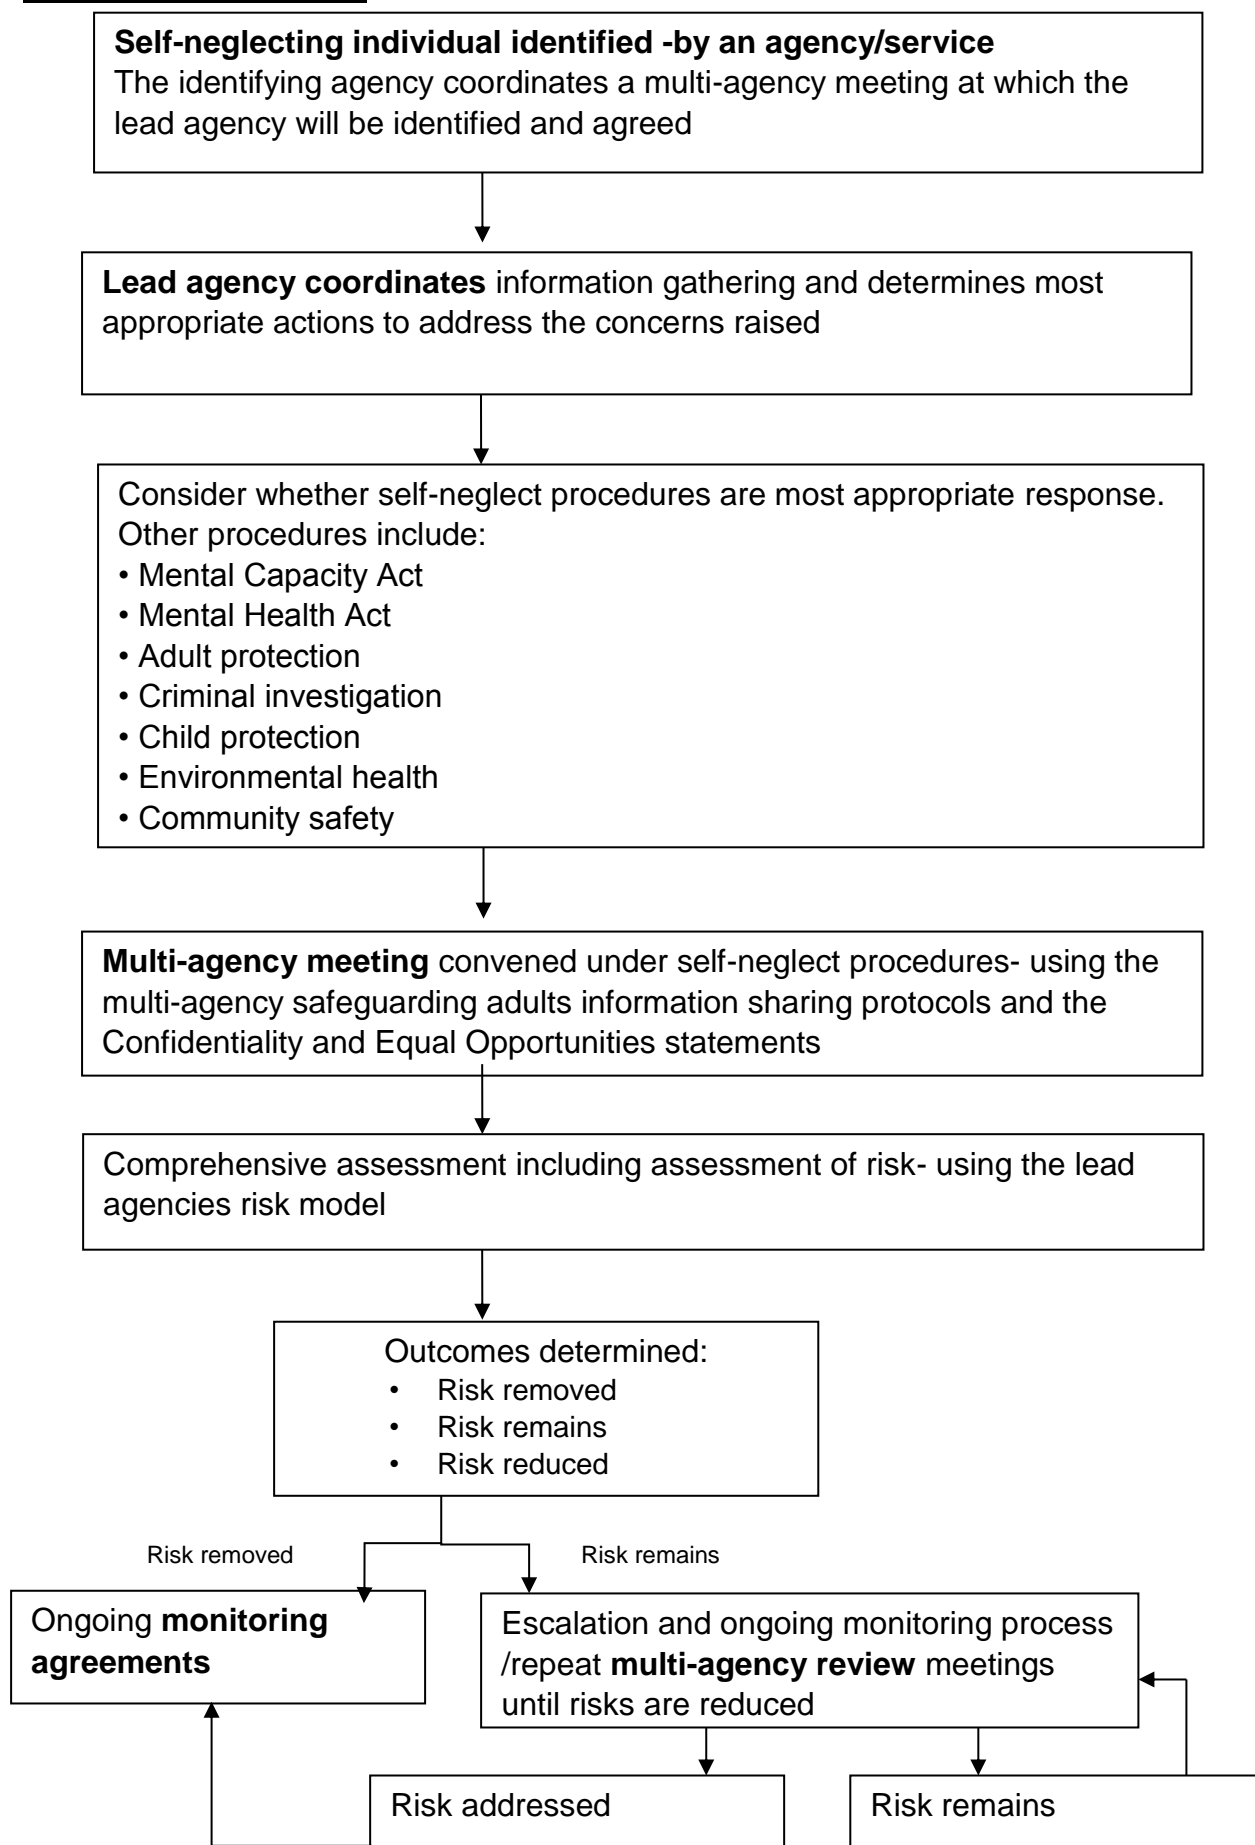 Self-neglecting individual identified -by an agency/service
The identifying agency coordinates a multi-agency meeting at which the
lead agency will be identified and agreed
Lead agency coordinates information gathering and determines most
appropriate actions to address the concerns raised
Consider whether self-neglect procedures are most appropriate response.
Other procedures include:
• Mental Capacity Act
• Mental Health Act
• Adult protection
• Criminal investigation
• Child protection
• Environmental health
• Community safety
Multi-agency meeting convened under self-neglect procedures- using the
multi-agency safeguarding adults information sharing protocols and the
Confidentiality and Equal Opportunities statements
Comprehensive assessment including assessment of risk- using the lead
agencies risk model
Outcomes determined:
• Risk removed
• Risk remains
• Risk reduced
Risk removed
Risk remains
Ongoing monitoring
agreements
Escalation and ongoing monitoring process
/repeat multi-agency review meetings
until risks are reduced
Risk addressed
Risk remains